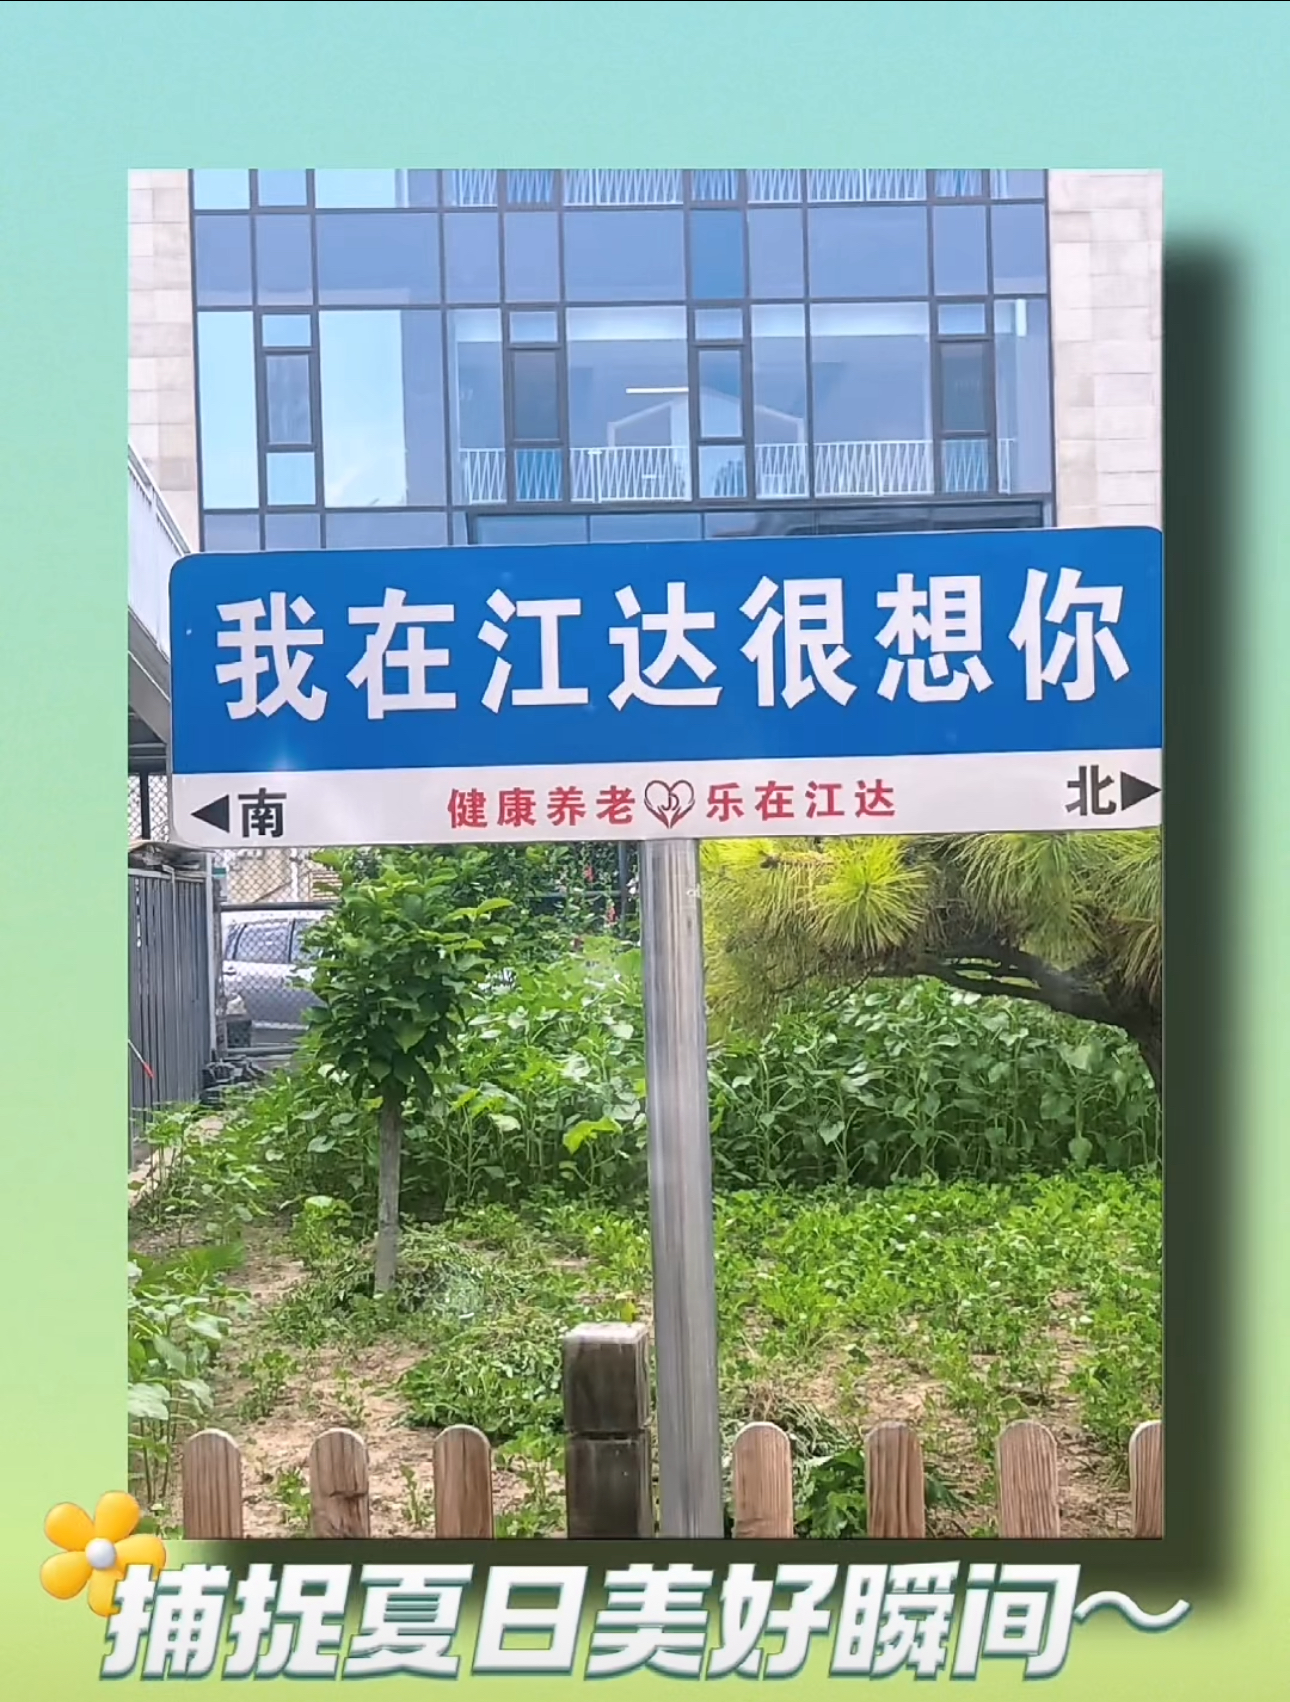 我在江达很想你
南 健康养老 乐在江达 北
捕捉夏日美好瞬间~